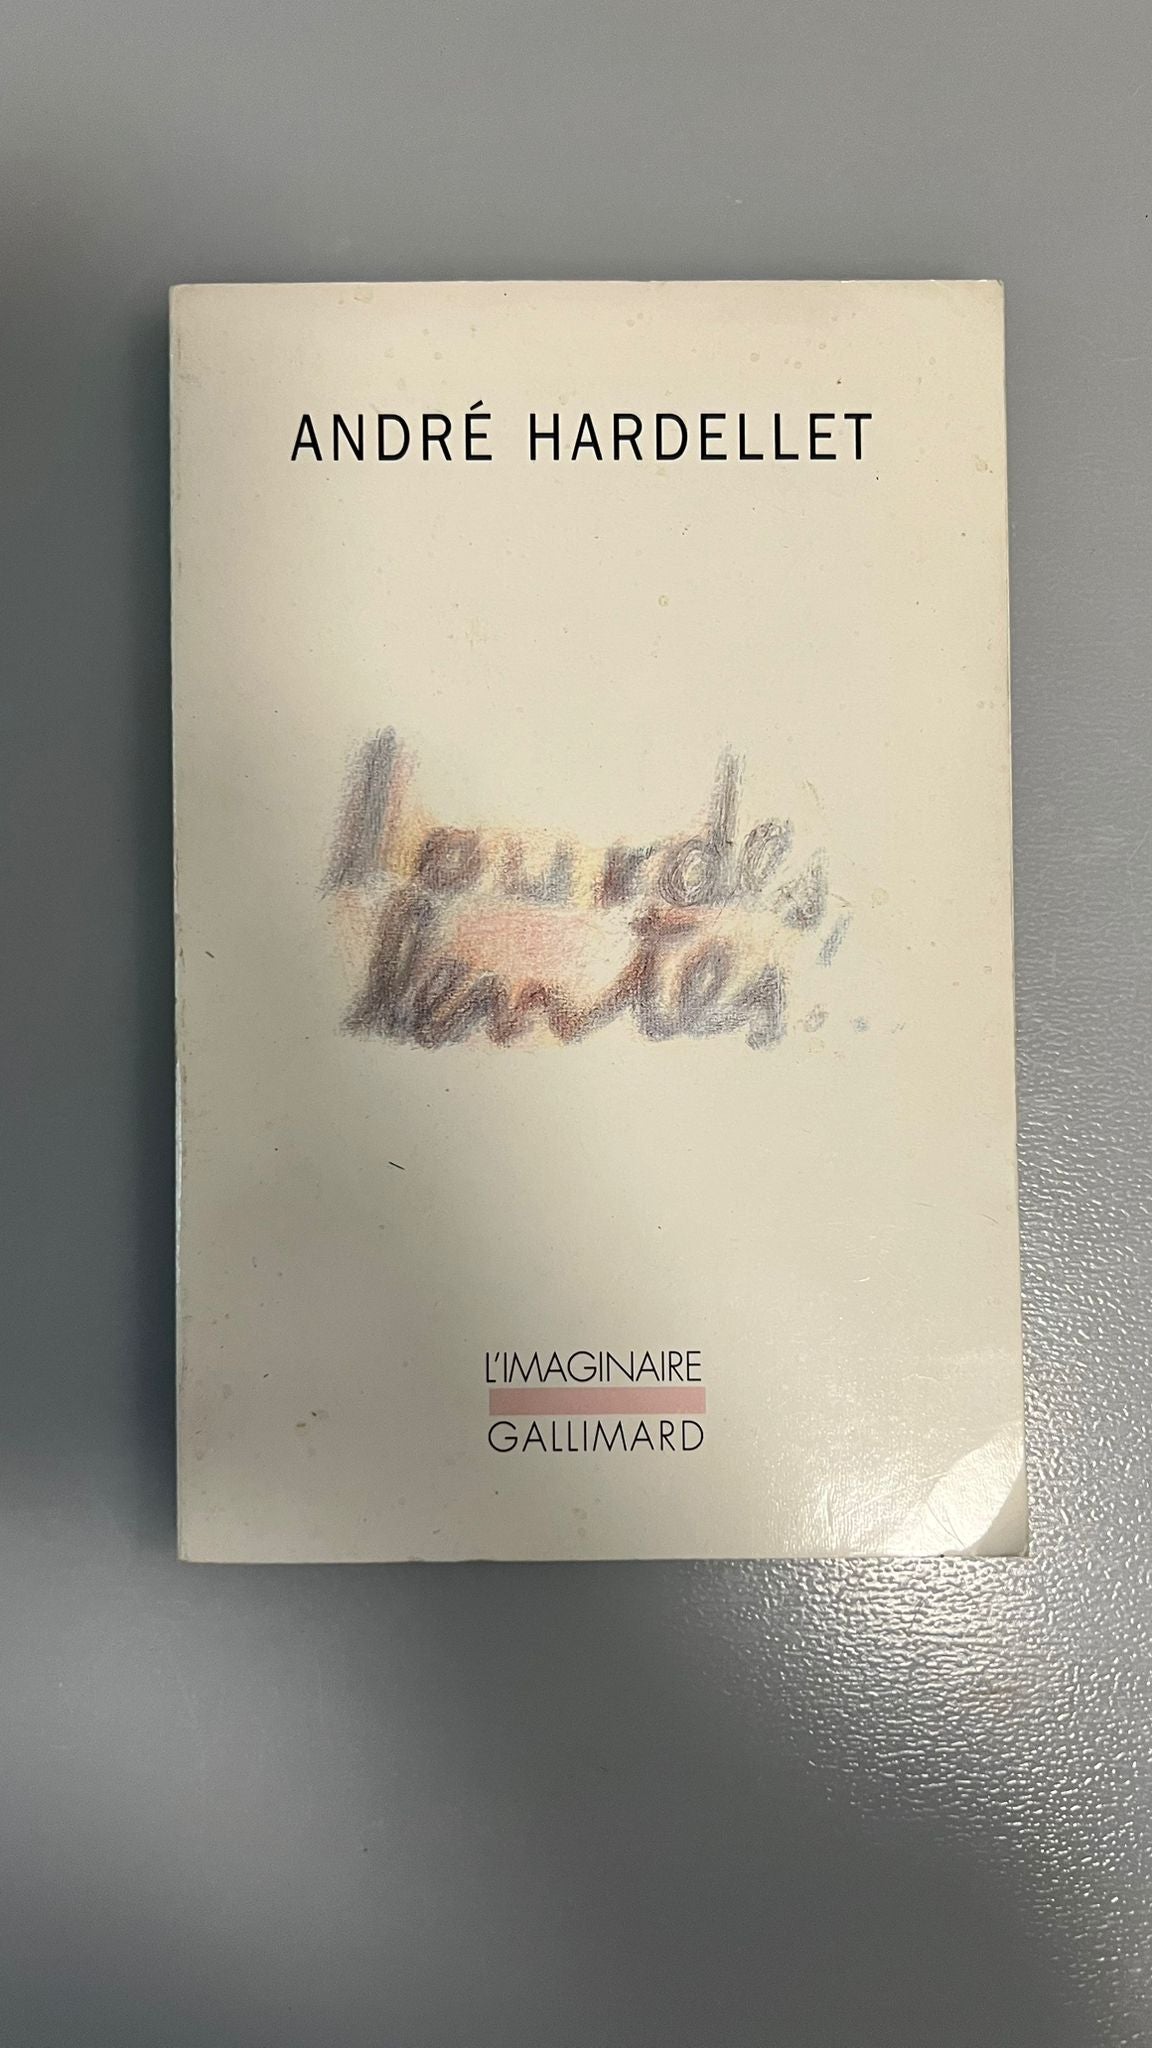 ANDRÉ HARDELLET
Lourdes,
lentes...
L'IMAGINAIRE
GALLIMARD